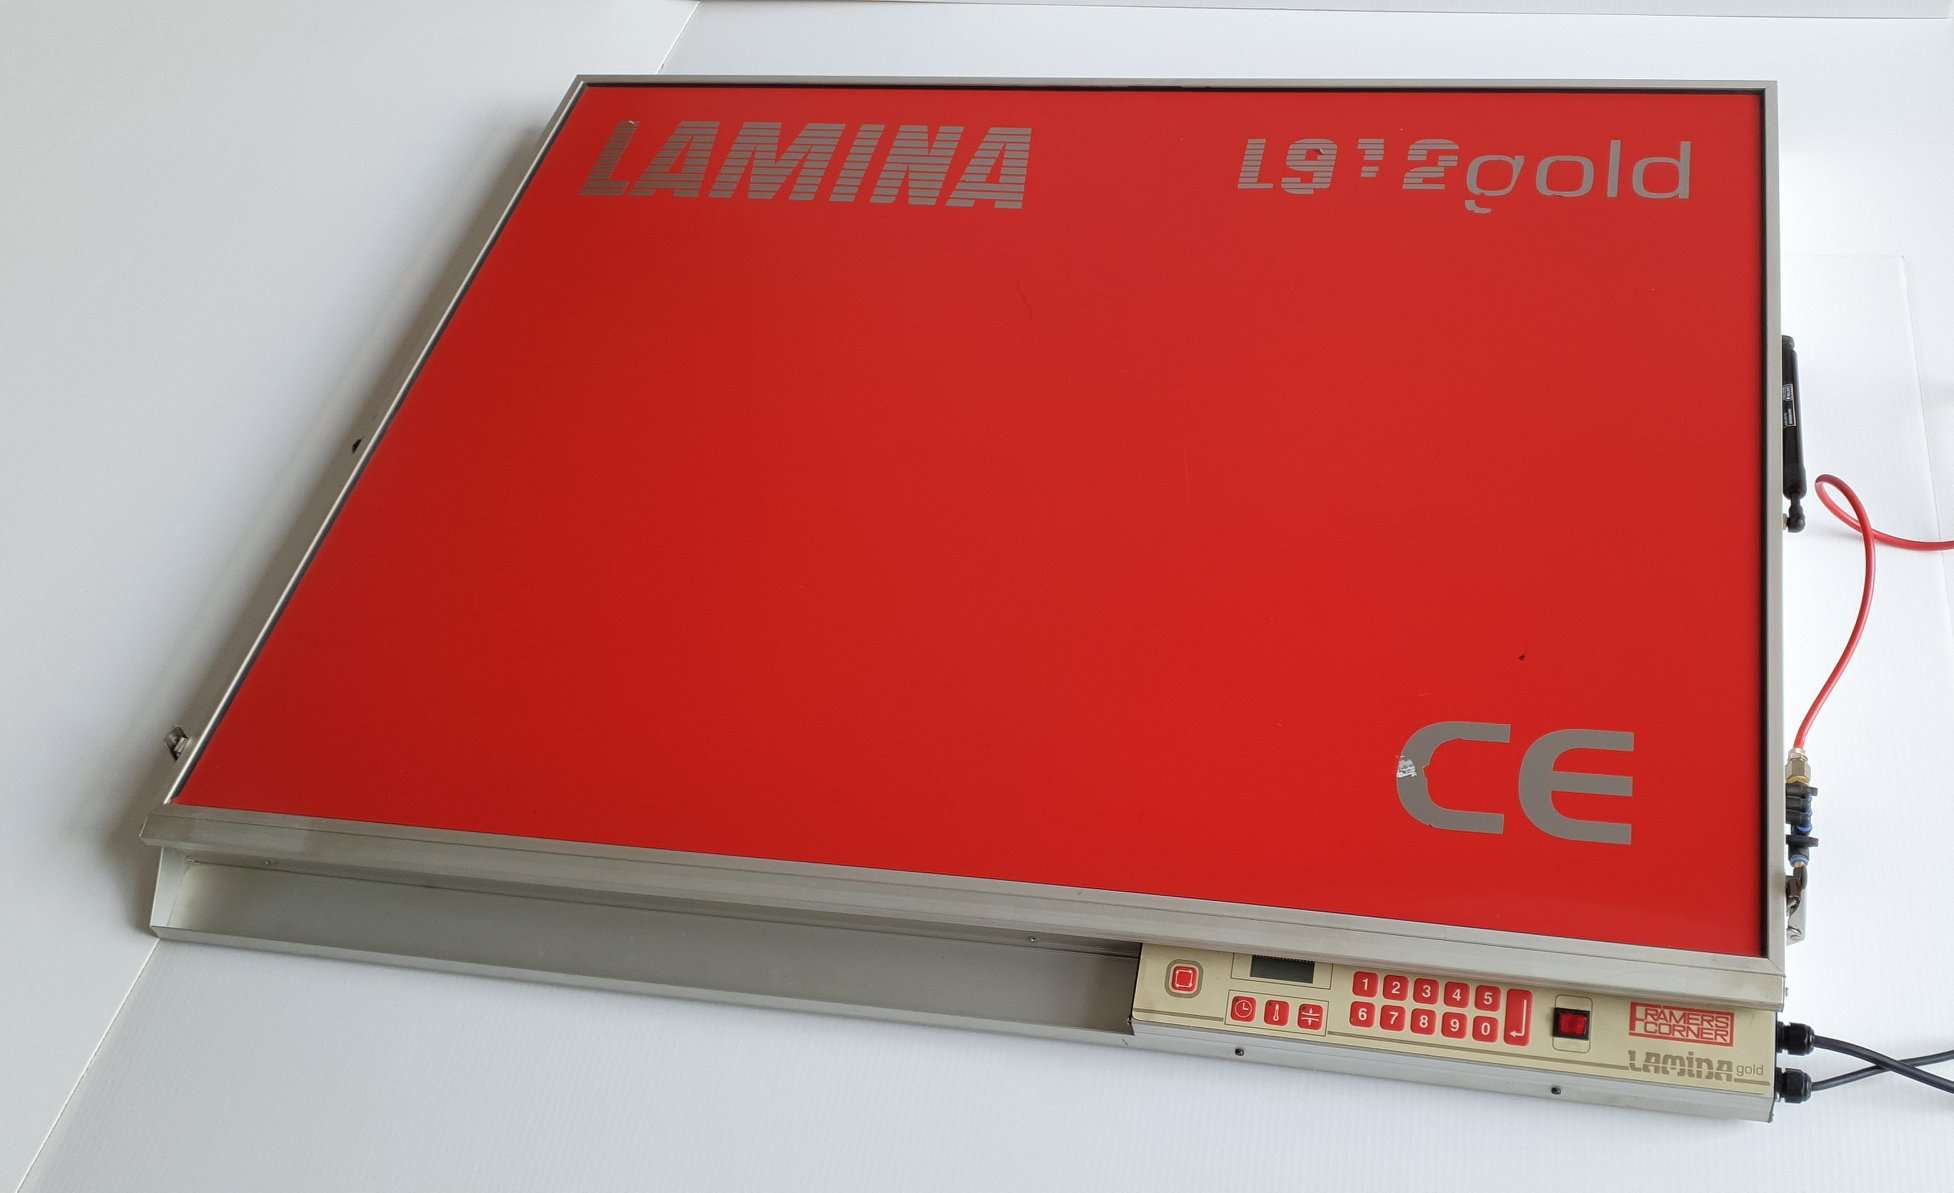 LAMINA
L912gold
CE
1 2 3 4 5
6 7 8 9 0
FRAMERS
CORNER
LAMINA gold